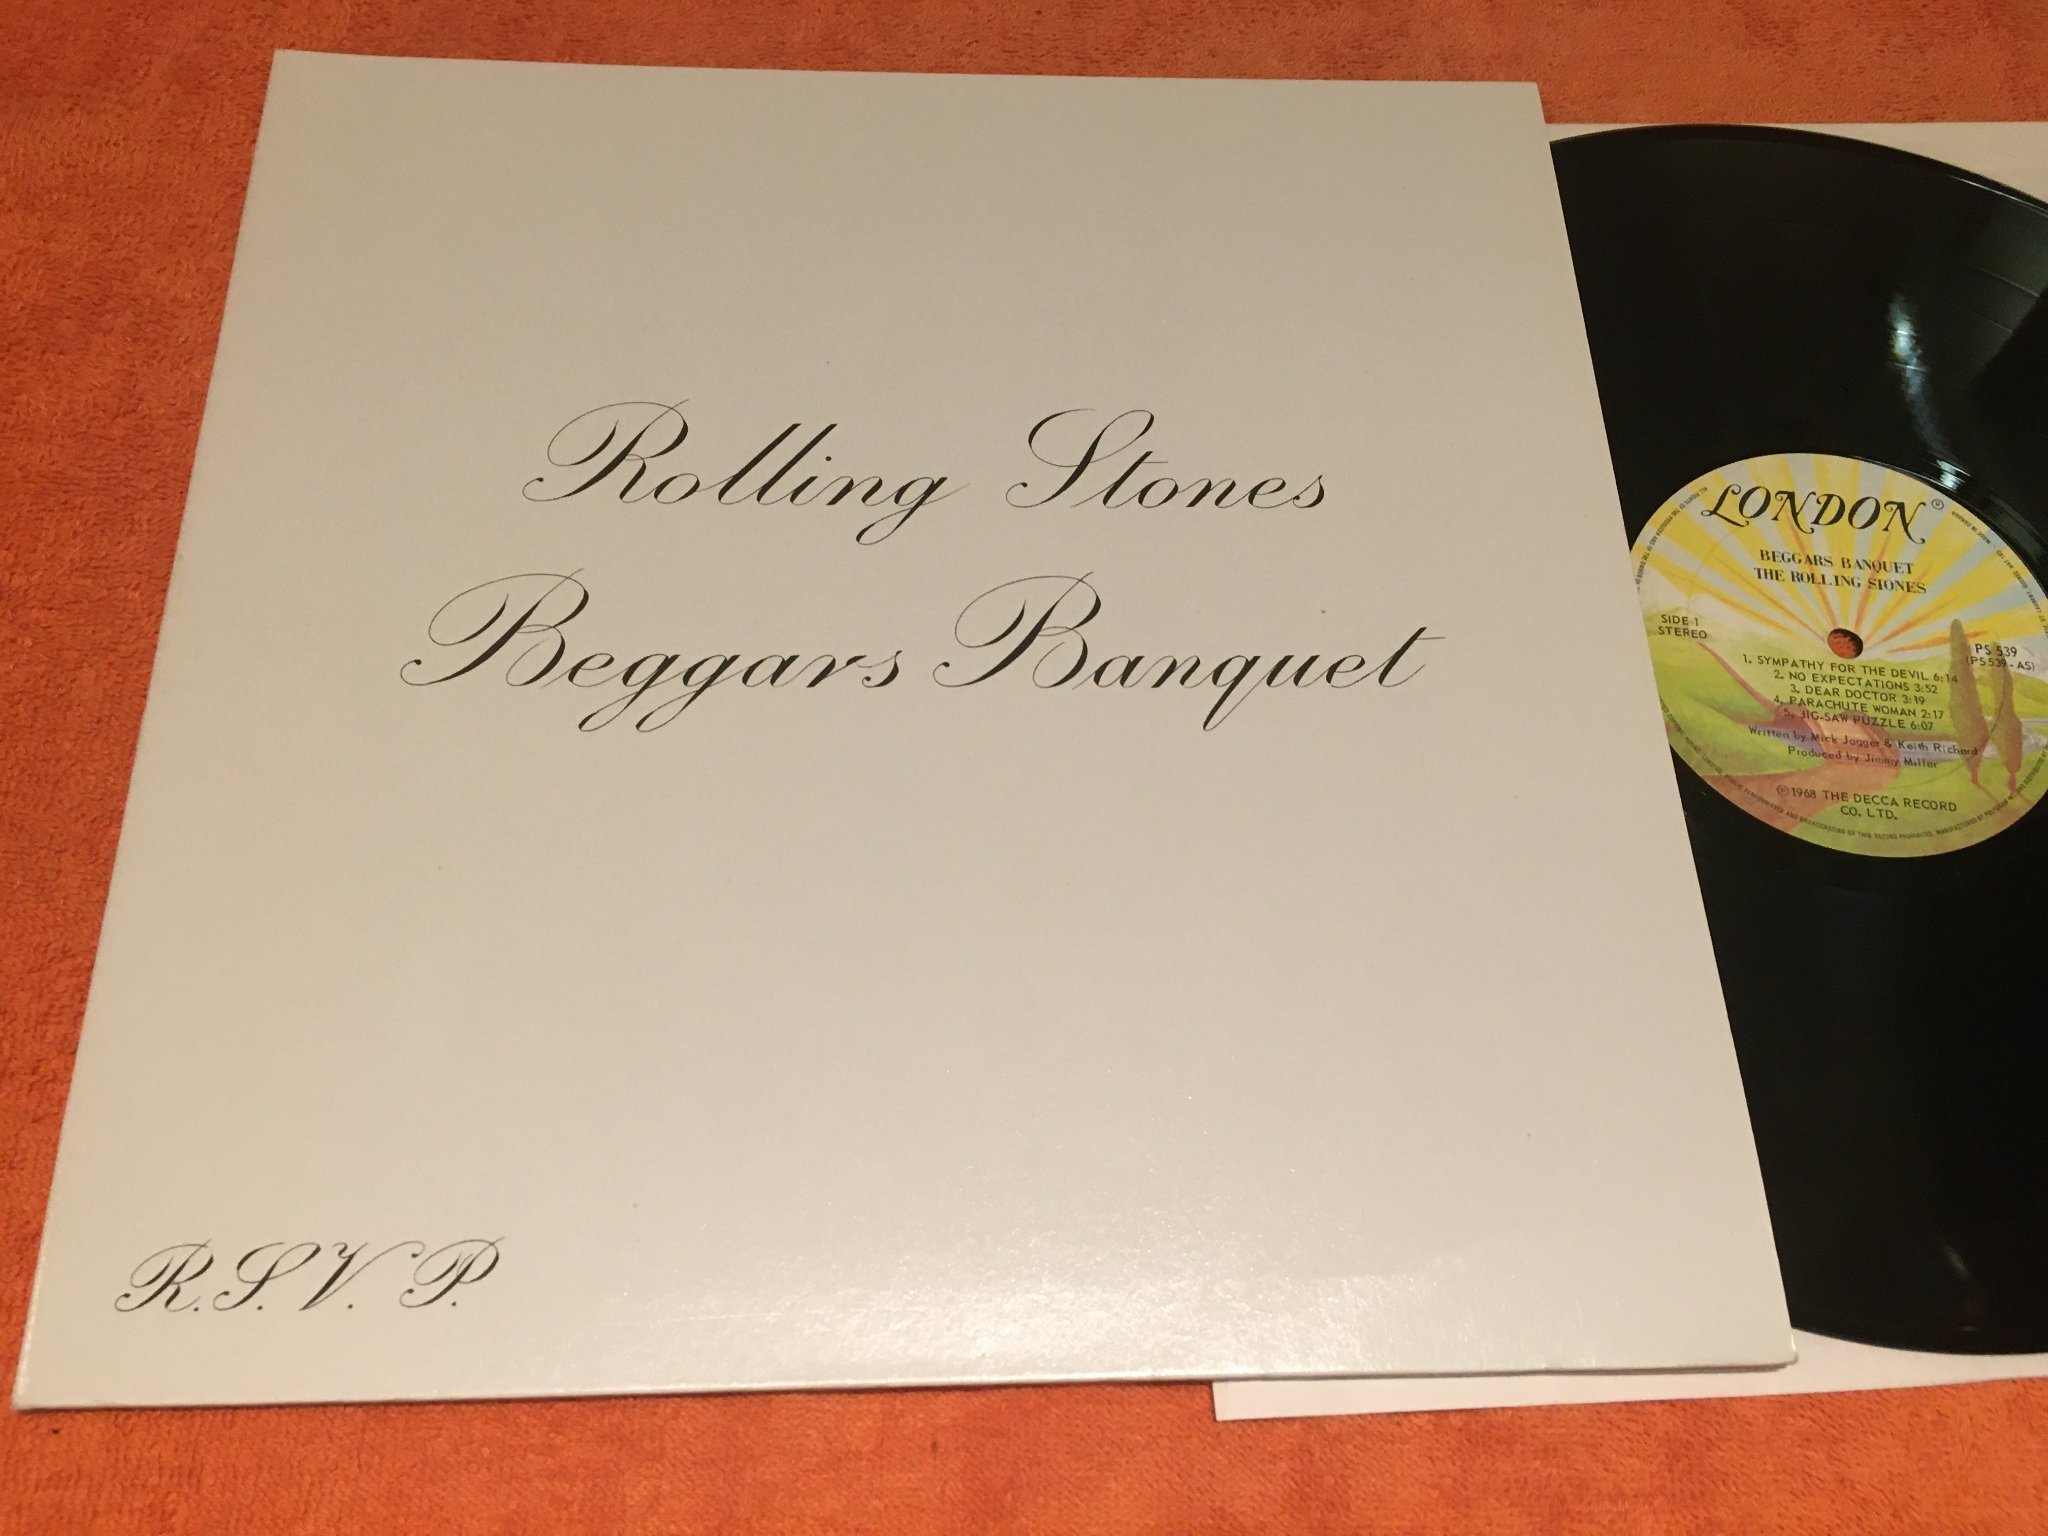 Rolling Stones
Beggars Banquet
R.S.V.P.
LONDON ®
BEGGARS BANQUET
THE ROLLING STONES
SIDE 1
STEREO
PS 539
(PS 539-AS)
1. SYMPATHY FOR THE DEVIL 6:14
2. NO EXPECTATIONS 3:52
3. DEAR DOCTOR 3:19
4. PARACHUTE WOMAN 2:17
5. JIG-SAW PUZZLE 6:07
Written by Mick Jagger & Keith Richard
Produced by Jimmy Miller
℗1968 THE DECCA RECORD
CO. LTD.